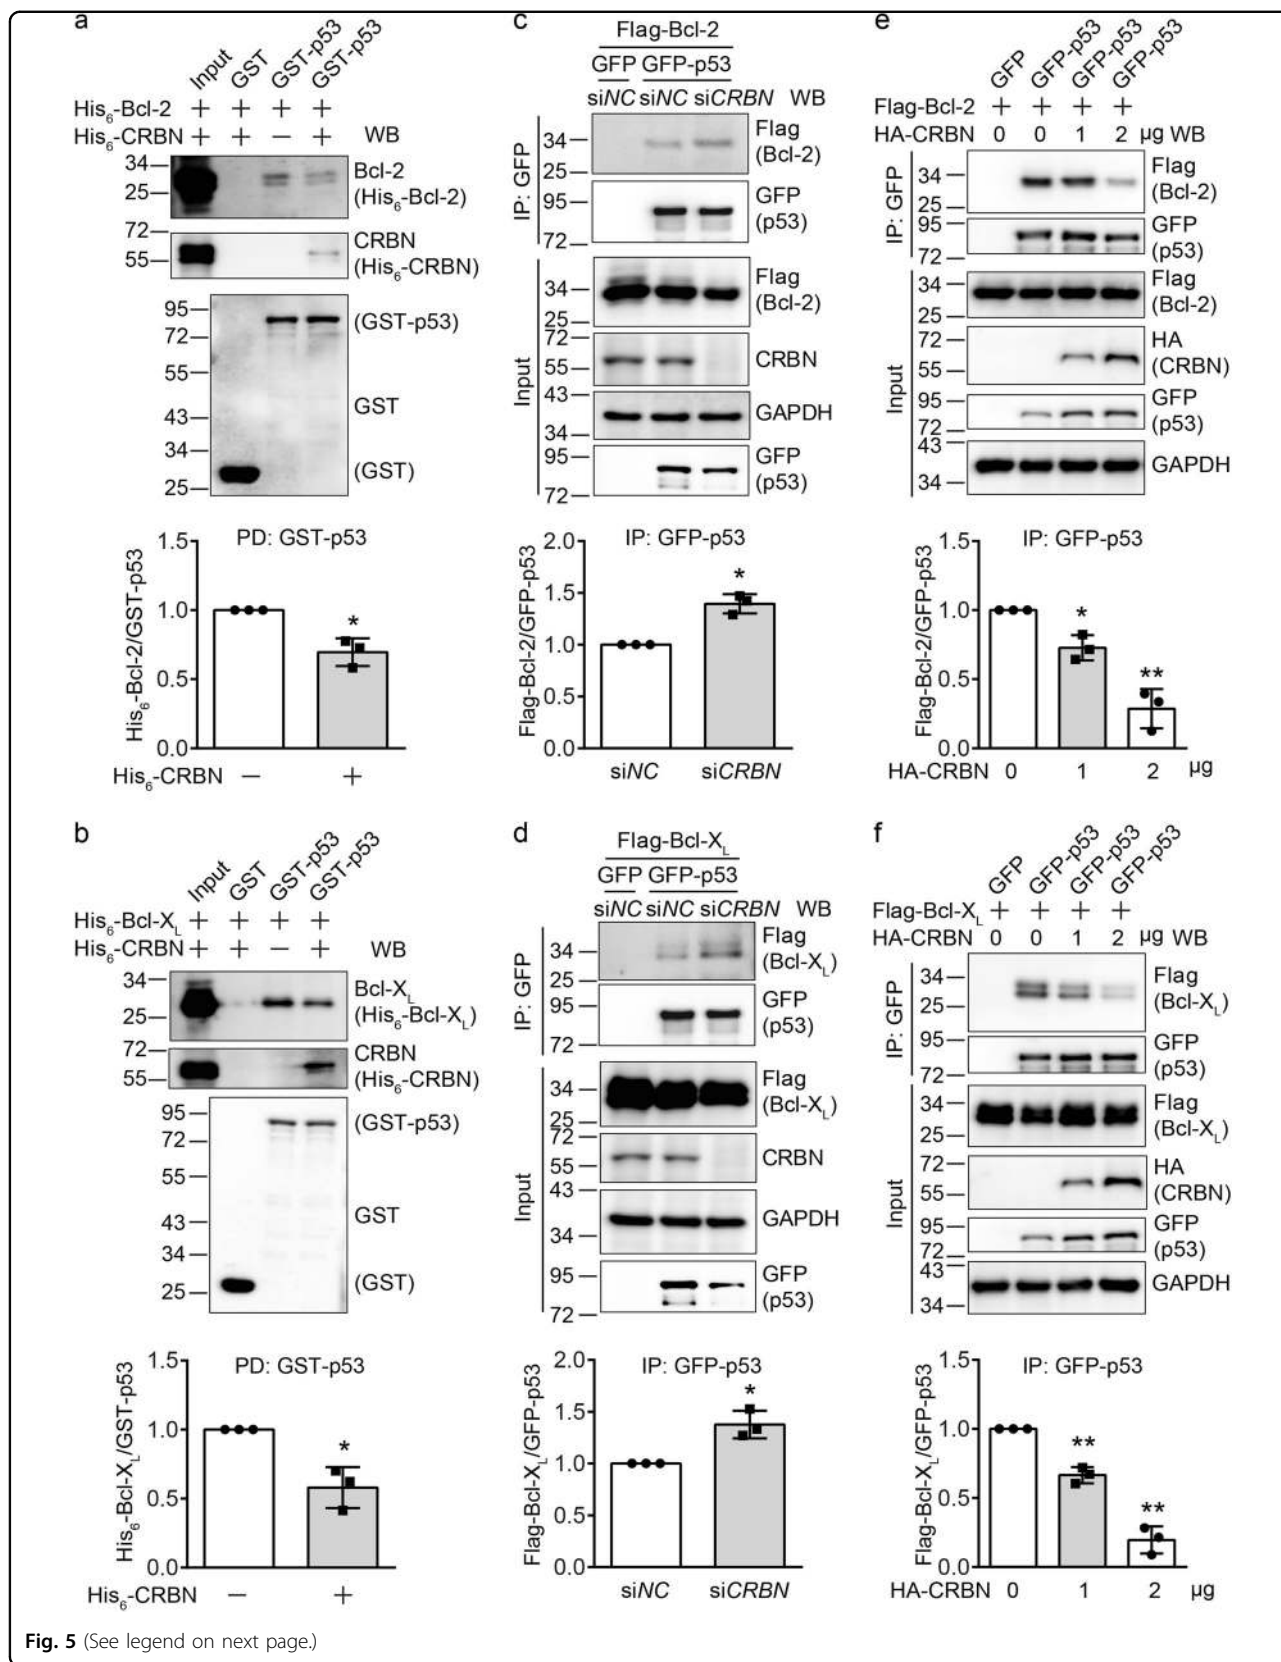 a
Input GST GST-p53 GST-p53
His6-Bcl-2 + + + +
His6-CRBN + + − + WB
34 Bcl-2
25 (His6-Bcl-2)
72 CRBN
55 (His6-CRBN)
95 (GST-p53)
72
55
43 GST
34
25 (GST)
PD: GST-p53
His6-Bcl-2/GST-p53
1.5
1.0
0.5
0.0
*
His6-CRBN − +
b
Input GST GST-p53 GST-p53
His6-Bcl-XL + + + +
His6-CRBN + + − + WB
34 Bcl-XL
25 (His6-Bcl-XL)
72 CRBN
55 (His6-CRBN)
95 (GST-p53)
72
55
43 GST
34
25 (GST)
PD: GST-p53
His6-Bcl-XL/GST-p53
1.5
1.0
0.5
0.0
*
His6-CRBN − +
c
Flag-Bcl-2
GFP GFP-p53
siNC siNC siCRBN WB
IP: GFP
34 Flag
(Bcl-2)
95 GFP
72 (p53)
Input
34 Flag
25 (Bcl-2)
72
55 CRBN
43
34 GAPDH
95 GFP
72 (p53)
IP: GFP-p53
Flag-Bcl-2/GFP-p53
2.0
1.5
1.0
0.5
0.0
*
siNC siCRBN
d
Flag-Bcl-XL
GFP GFP-p53
siNC siNC siCRBN WB
IP: GFP
34 Flag
25 (Bcl-XL)
95 GFP
72 (p53)
Input
34 Flag
25 (Bcl-XL)
72
55 CRBN
43
34 GAPDH
95 GFP
72 (p53)
IP: GFP-p53
Flag-Bcl-XL/GFP-p53
2.0
1.5
1.0
0.5
0.0
*
siNC siCRBN
e
GFP GFP-p53 GFP-p53 GFP-p53
Flag-Bcl-2 + + + +
HA-CRBN 0 0 1 2 µg WB
IP: GFP
34 Flag
25 (Bcl-2)
95 GFP
72 (p53)
Input
34 Flag
25 (Bcl-2)
72 HA
55 (CRBN)
95 GFP
72 (p53)
43
34 GAPDH
IP: GFP-p53
Flag-Bcl-2/GFP-p53
1.5
1.0
0.5
0.0
*
**
HA-CRBN 0 1 2 µg
f
GFP GFP-p53 GFP-p53 GFP-p53
Flag-Bcl-XL + + + +
HA-CRBN 0 0 1 2 µg WB
IP: GFP
34 Flag
25 (Bcl-XL)
95 GFP
72 (p53)
Input
34 Flag
25 (Bcl-XL)
72 HA
55 (CRBN)
95 GFP
72 (p53)
43
34 GAPDH
IP: GFP-p53
Flag-Bcl-XL/GFP-p53
1.5
1.0
0.5
0.0
**
**
HA-CRBN 0 1 2 µg
Fig. 5 (See legend on next page.)